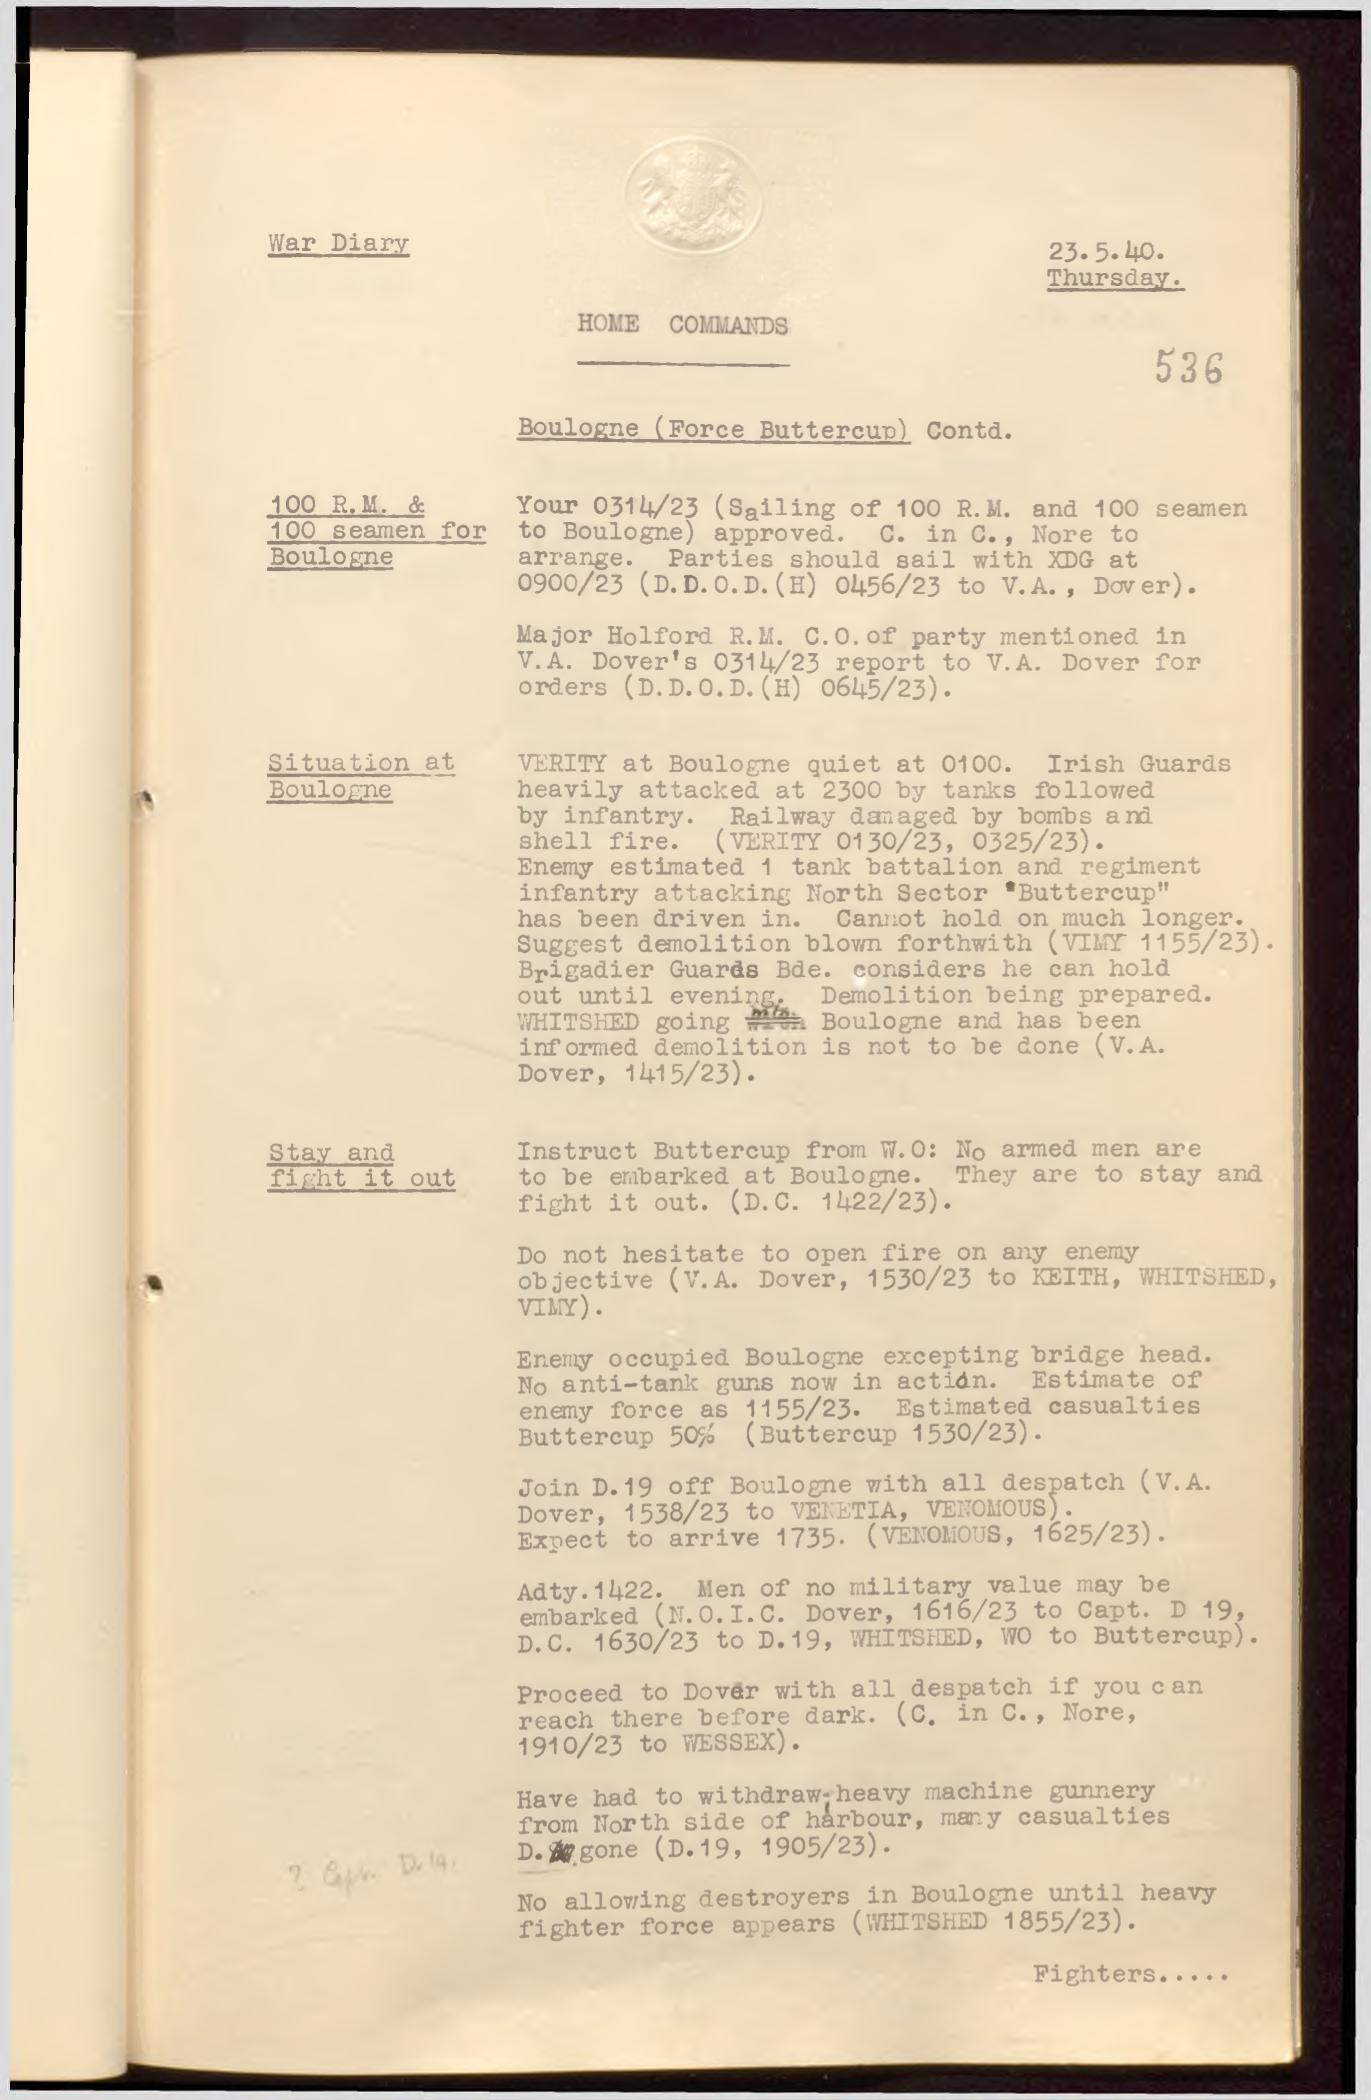 War Diary
23.5.40.
Thursday.
HOME COMMANDS
536
Boulogne (Force Buttercup) Contd.
100 R.M. &
100 seamen for
Boulogne
Your 0314/23 (Sailing of 100 R.M. and 100 seamen
to Boulogne) approved. C. in C., Nore to
arrange. Parties should sail with XDG at
0900/23 (D.D.O.D.(H) 0456/23 to V.A., Dover).
Major Holford R.M. C.O. of party mentioned in
V.A. Dover's 0314/23 report to V.A. Dover for
orders (D.D.O.D.(H) 0645/23).
Situation at
Boulogne
VERITY at Boulogne quiet at 0100. Irish Guards
heavily attacked at 2300 by tanks followed
by infantry. Railway damaged by bombs and
shell fire. (VERITY 0130/23, 0325/23).
Enemy estimated 1 tank battalion and regiment
infantry attacking North Sector "Buttercup"
has been driven in. Cannot hold on much longer.
Suggest demolition blown forthwith (VIMY 1155/23).
Brigadier Guards Bde. considers he can hold
out until evening. Demolition being prepared.
WHITSHED going into Boulogne and has been
informed demolition is not to be done (V.A.
Dover, 1415/23).
Stay and
fight it out
Instruct Buttercup from W.O: No armed men are
to be embarked at Boulogne. They are to stay and
fight it out. (D.C. 1422/23).
Do not hesitate to open fire on any enemy
objective (V.A. Dover, 1530/23 to KEITH, WHITSHED,
VIMY).
Enemy occupied Boulogne excepting bridge head.
No anti-tank guns now in action. Estimate of
enemy force as 1155/23. Estimated casualties
Buttercup 50% (Buttercup 1530/23).
Join D.19 off Boulogne with all despatch (V.A.
Dover, 1538/23 to VENETIA, VENOMOUS).
Expect to arrive 1735. (VENOMOUS, 1625/23).
Adty.1422. Men of no military value may be
embarked (N.O.I.C. Dover, 1616/23 to Capt. D 19,
D.C. 1630/23 to D.19, WHITSHED, WO to Buttercup).
Proceed to Dover with all despatch if you can
reach there before dark. (C. in C., Nore,
1910/23 to WESSEX).
Have had to withdraw; heavy machine gunnery
from North side of harbour, many casualties
D. gone (D.19, 1905/23).
? Capt. D.19.
No allowing destroyers in Boulogne until heavy
fighter force appears (WHITSHED 1855/23).
Fighters.....